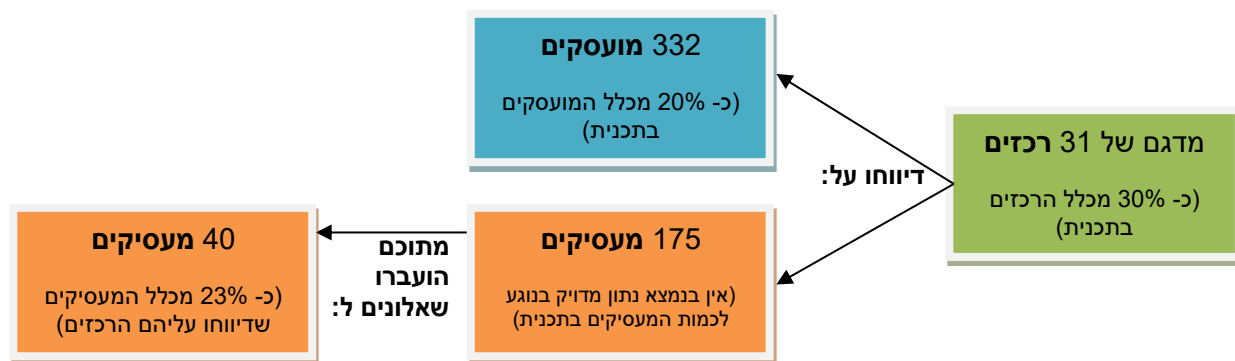 מדגם של 31 רכזים
(כ- 30% מכלל הרכזים
בתכנית)
דיווחו על:
332 מועסקים
(כ- 20% מכלל המועסקים
בתכנית)
175 מעסיקים
(אין בנמצא נתון מדויק בנוגע
לכמות המעסיקים בתכנית)
מתוכם
הועברו
שאלונים ל:
40 מעסיקים
(כ- 23% מכלל המעסיקים
שדיווחו עליהם הרכזים)